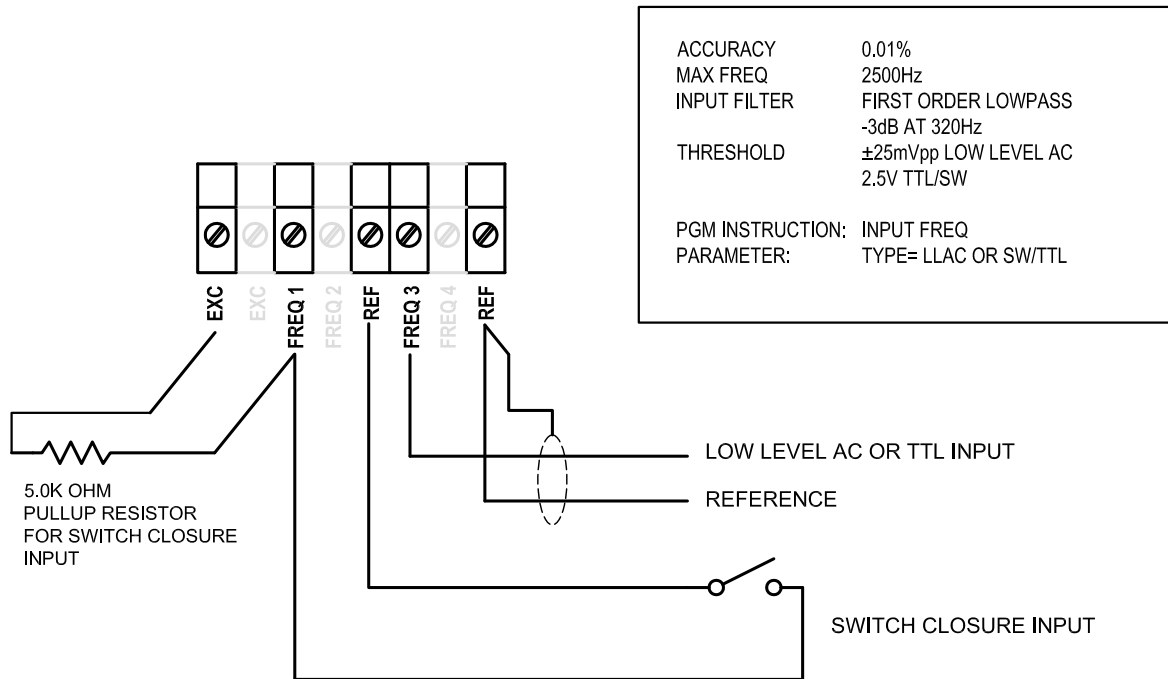 ACCURACY 0.01%
MAX FREQ 2500Hz
INPUT FILTER FIRST ORDER LOWPASS
-3dB AT 320Hz
THRESHOLD ±25mVpp LOW LEVEL AC
2.5V TTL/SW
PGM INSTRUCTION: INPUT FREQ
PARAMETER: TYPE= LLAC OR SW/TTL
EXC
EXC
FREQ 1
FREQ 2
REF
FREQ 3
FREQ 4
REF
LOW LEVEL AC OR TTL INPUT
REFERENCE
5.0K OHM
PULLUP RESISTOR
FOR SWITCH CLOSURE
INPUT
SWITCH CLOSURE INPUT